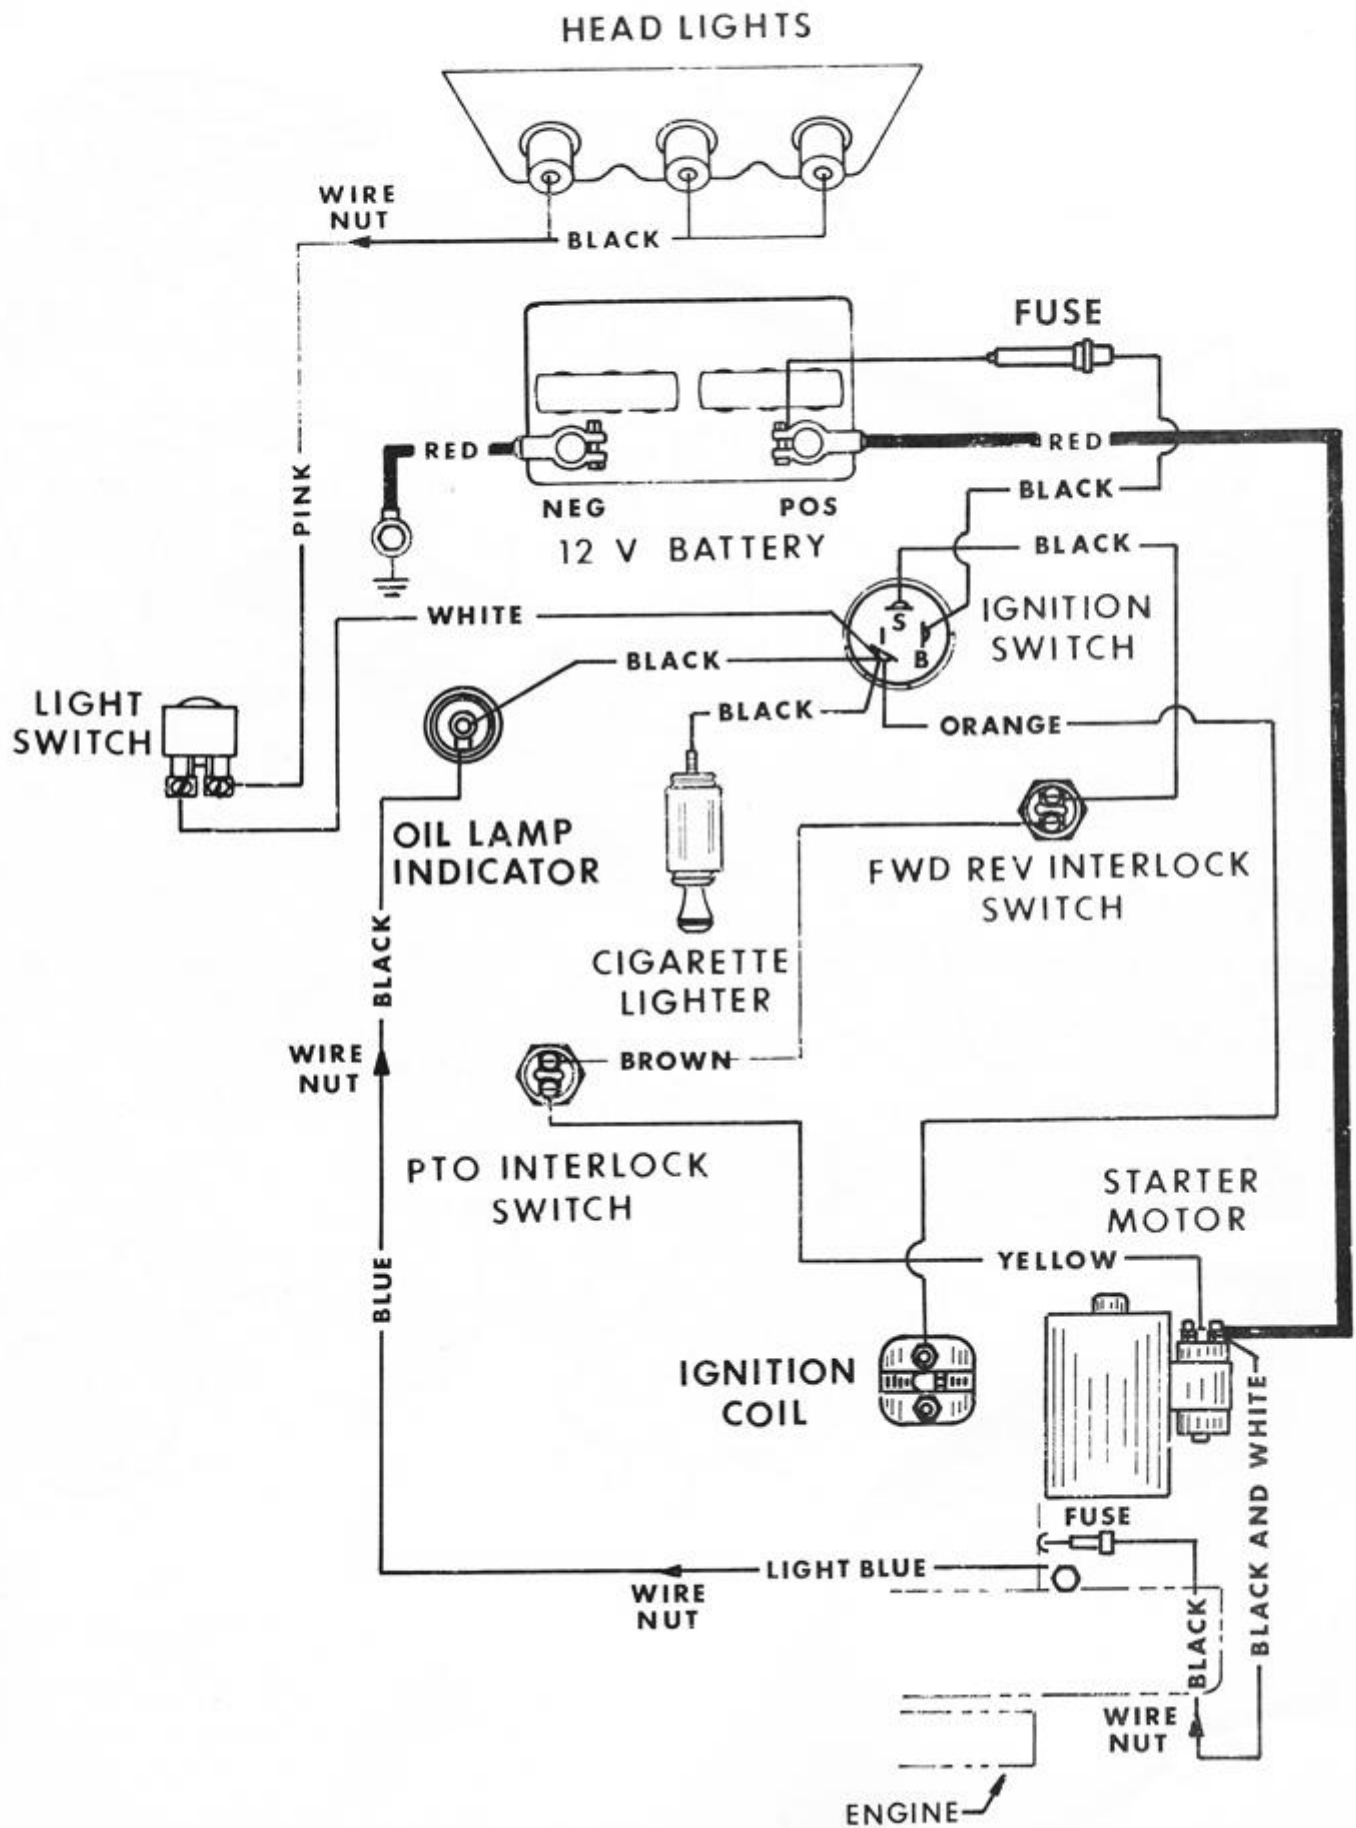 HEAD LIGHTS
WIRE
NUT
BLACK
FUSE
PINK
RED
RED
NEG
POS
BLACK
12 V BATTERY
BLACK
WHITE
S
I
B
IGNITION
SWITCH
BLACK
LIGHT
SWITCH
BLACK
ORANGE
OIL LAMP
INDICATOR
FWD REV INTERLOCK
SWITCH
BLACK
CIGARETTE
LIGHTER
WIRE
NUT
BROWN
PTO INTERLOCK
SWITCH
STARTER
MOTOR
BLUE
YELLOW
IGNITION
COIL
BLACK AND WHITE
FUSE
LIGHT BLUE
WIRE
NUT
BLACK
WIRE
NUT
ENGINE